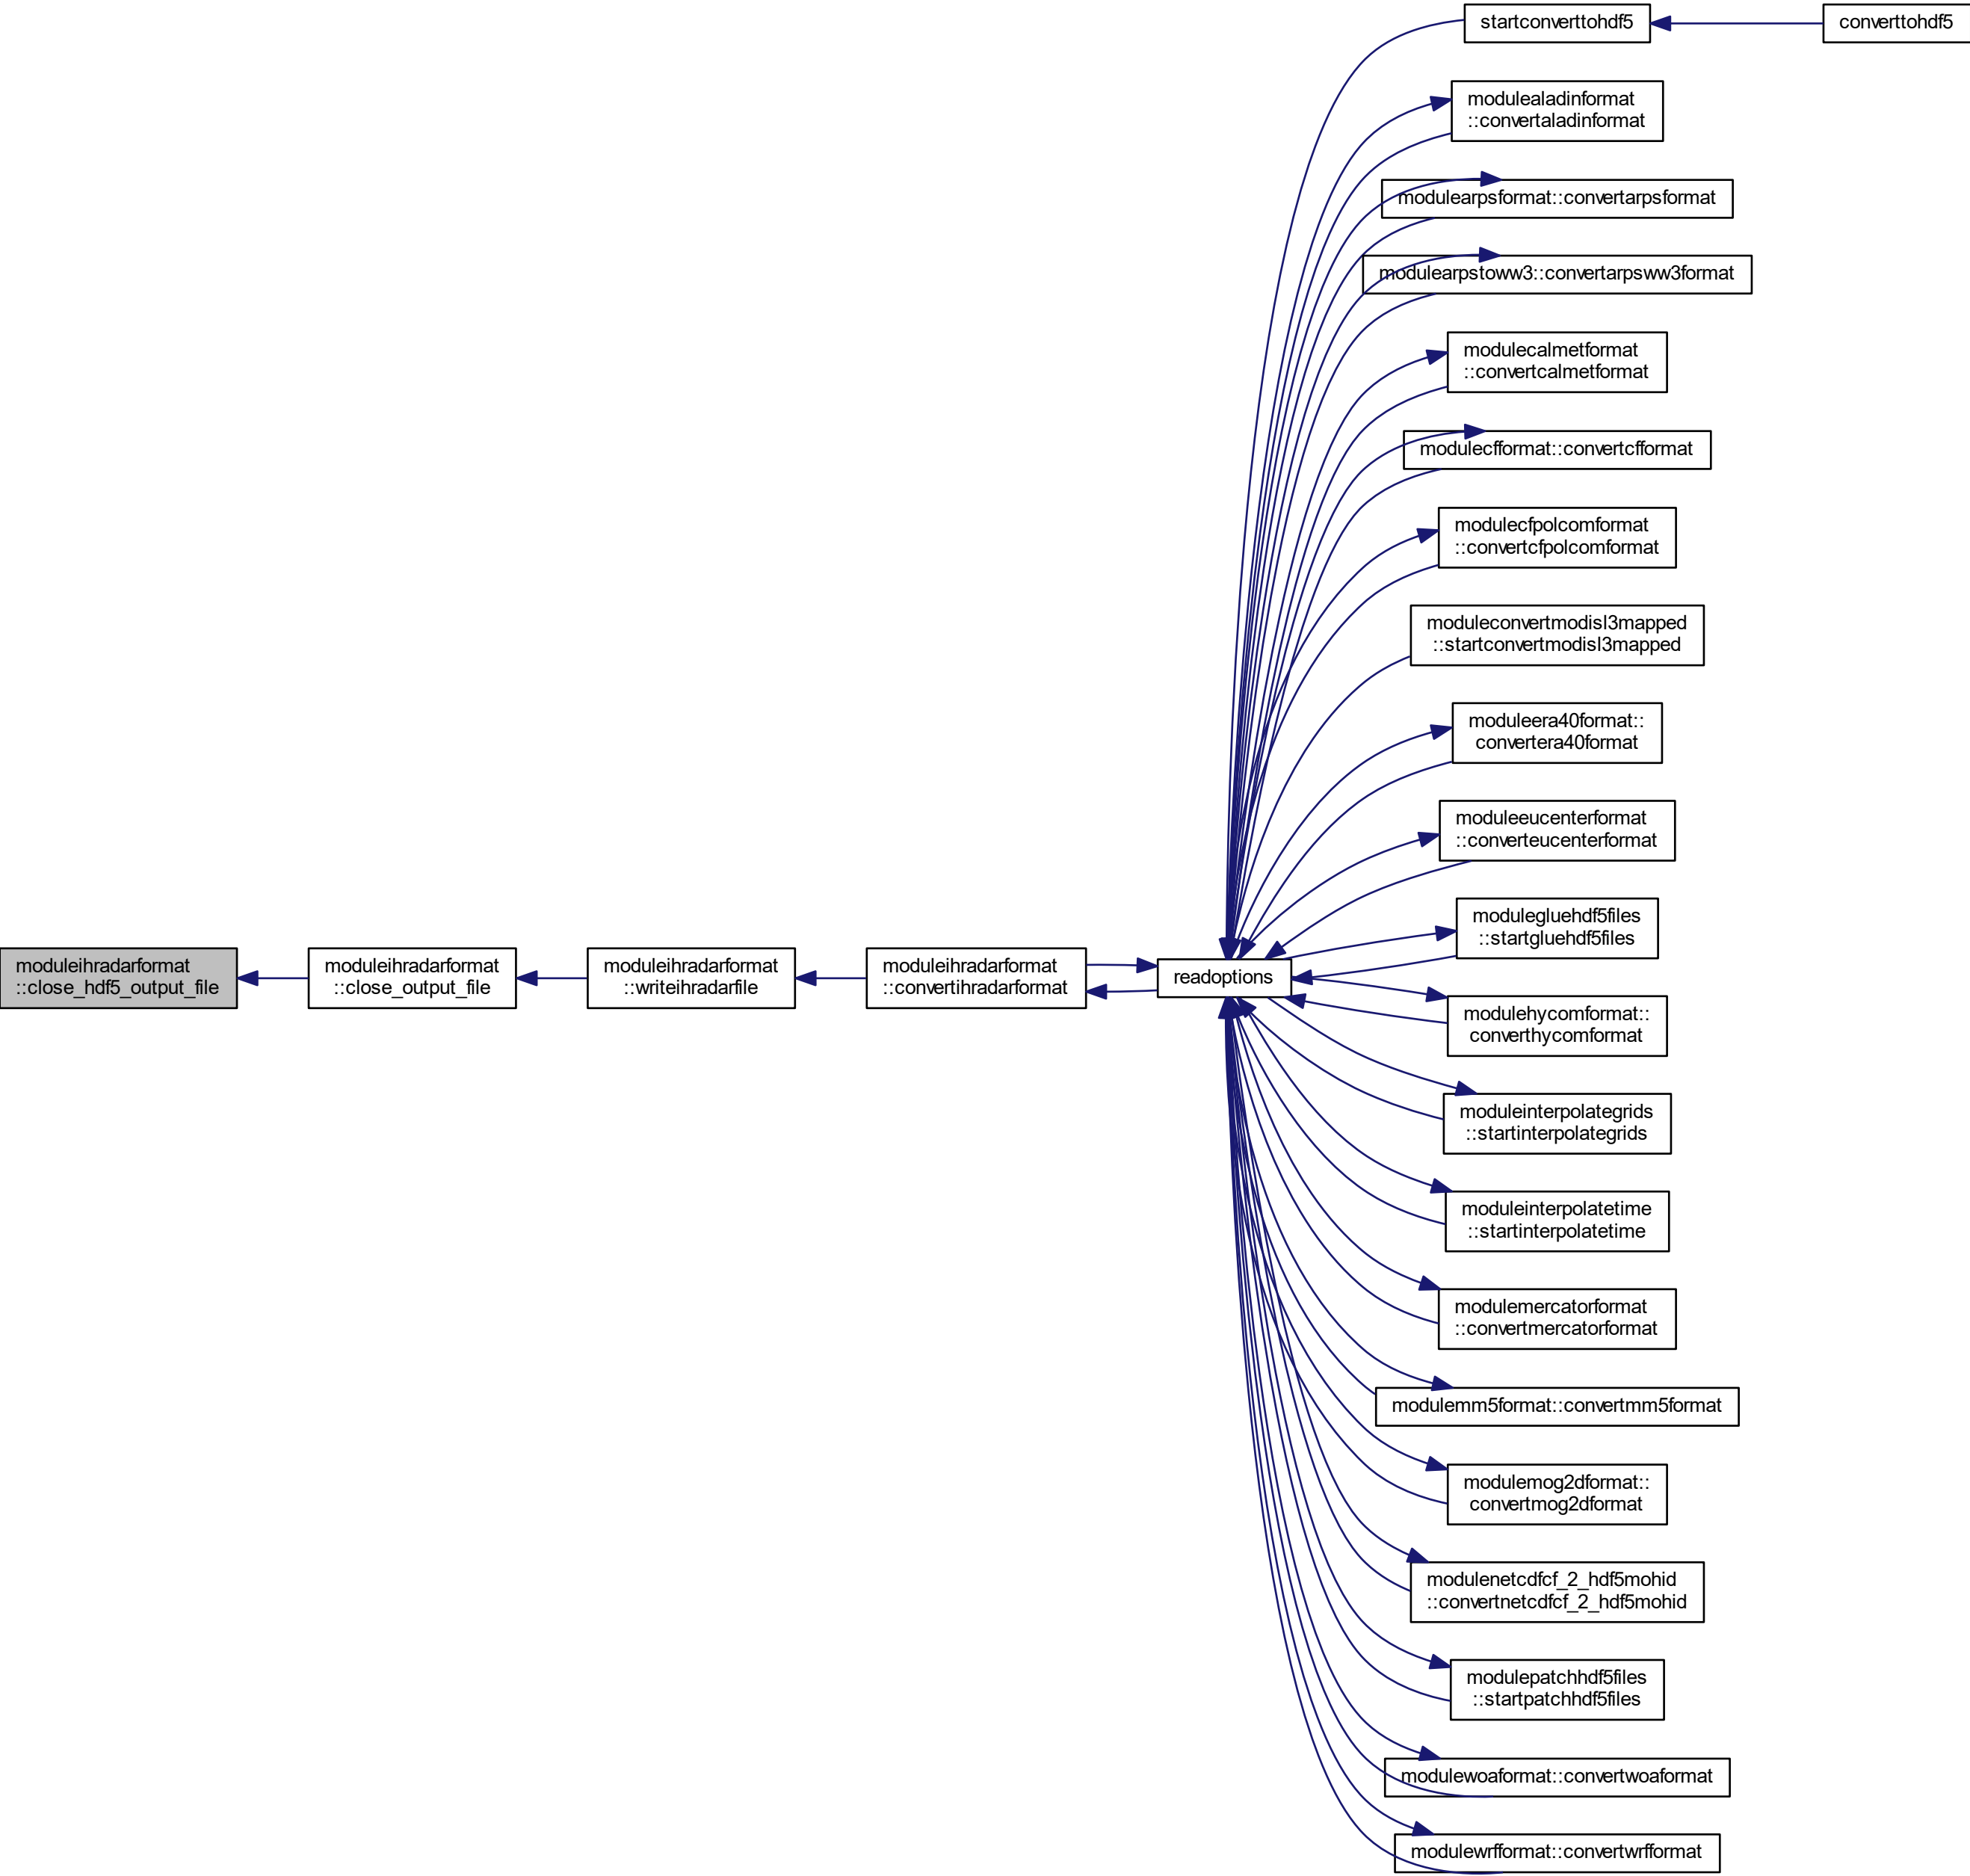 startconverttohdf5
converttohdf5
modulealadinformat
::convertaladinformat
modulearpsformat::convertarpsformat
modulearpstoww3::convertarpsww3format
modulecalmetformat
::convertcalmetformat
modulecfformat::convertcfformat
modulecfpolcomformat
::convertcfpolcomformat
moduleconvertmodisl3mapped
::startconvertmodisl3mapped
moduleera40format::
convertera40format
moduleeucenterformat
::converteucenterformat
modulegluehdf5files
::startgluehdf5files
moduleihradarformat
::close_hdf5_output_file
moduleihradarformat
::close_output_file
moduleihradarformat
::writeihradarfile
moduleihradarformat
::convertihradarformat
readoptions
modulehycomformat::
converthycomformat
moduleinterpolategrids
::startinterpolategrids
moduleinterpolatetime
::startinterpolatetime
modulemercatorformat
::convertmercatorformat
modulemm5format::convertmm5format
modulemog2dformat::
convertmog2dformat
modulenetcdfcf_2_hdf5mohid
::convertnetcdfcf_2_hdf5mohid
modulepatchhdf5files
::startpatchhdf5files
modulewoaformat::convertwoaformat
modulewrfformat::convertwrfformat